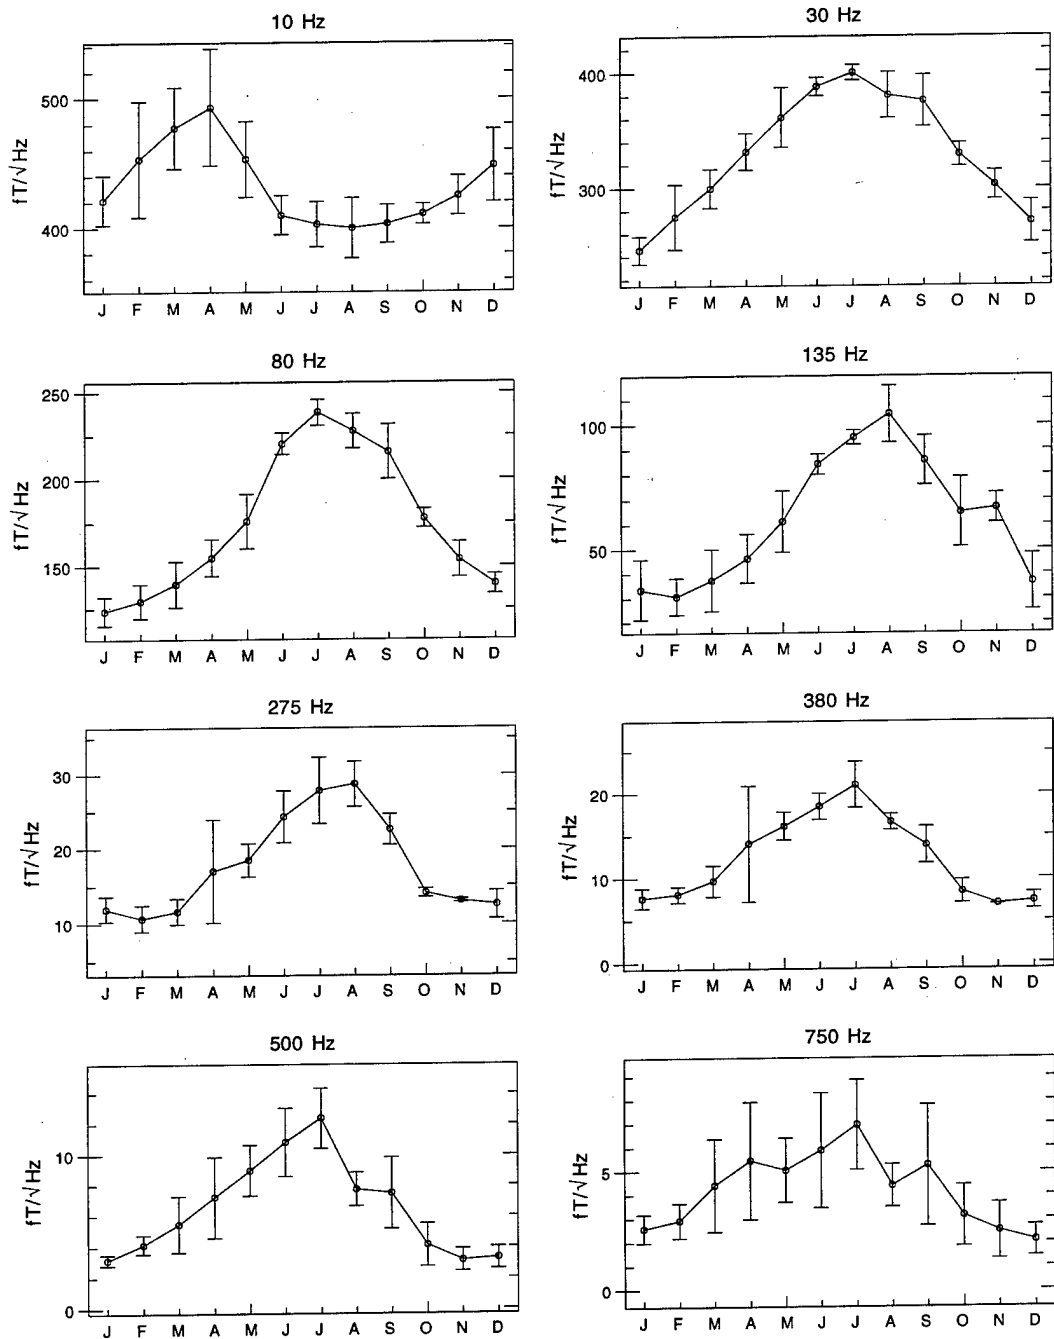 10 Hz
fT/√Hz
500
400
J F M A M J J A S O N D
30 Hz
fT/√Hz
400
300
J F M A M J J A S O N D
80 Hz
fT/√Hz
250
200
150
J F M A M J J A S O N D
135 Hz
fT/√Hz
100
50
J F M A M J J A S O N D
275 Hz
fT/√Hz
30
20
10
J F M A M J J A S O N D
380 Hz
fT/√Hz
20
10
0
J F M A M J J A S O N D
500 Hz
fT/√Hz
10
0
J F M A M J J A S O N D
750 Hz
fT/√Hz
5
0
J F M A M J J A S O N D